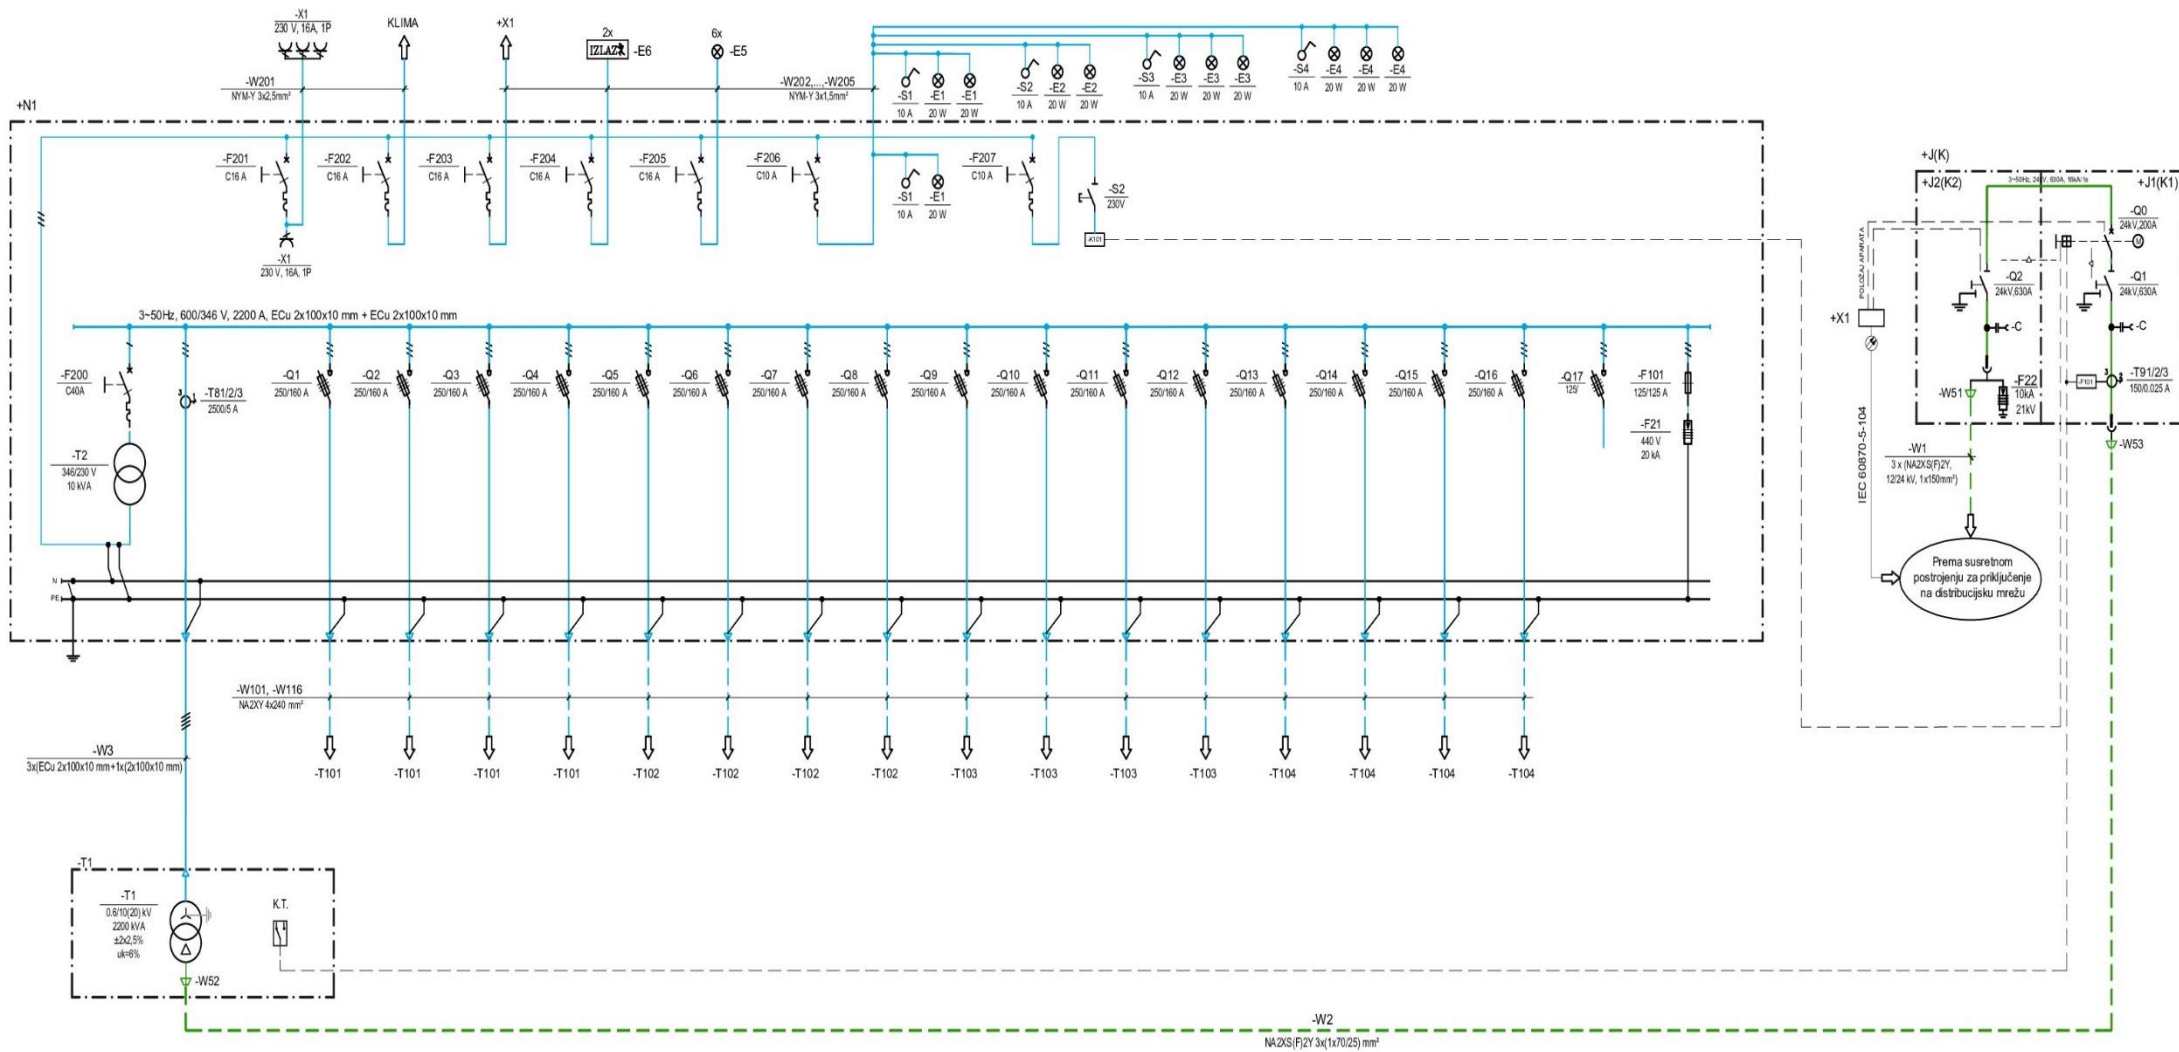 -X1
230 V, 16A, 1P
KLIMA
+X1
2x
IZLAZ
-E6
6x
-E5
-W201
NYM-Y 3x2,5mm²
-W202,...,-W205
NYM-Y 3x1,5mm²
-S1
10 A
-E1
20 W
-E1
20 W
-S2
10 A
-E2
20 W
-E2
20 W
-S3
10 A
-E3
20 W
-E3
20 W
-E3
20 W
-S4
10 A
-E4
20 W
-E4
20 W
-E4
20 W
+N1
-F201
C16 A
-F202
C16 A
-F203
C16 A
-F204
C16 A
-F205
C16 A
-F206
C10 A
-S1
10 A
-E1
20 W
-F207
C10 A
-S2
230V
-K101
-X1
230 V, 16A, 1P
3~50Hz, 600/346 V, 2200 A, ECu 2x100x10 mm + ECu 2x100x10 mm
-F200
C40A
3
1
-T81/2/3
2500/5 A
-Q1
250/160 A
-Q2
250/160 A
-Q3
250/160 A
-Q4
250/160 A
-Q5
250/160 A
-Q6
250/160 A
-Q7
250/160 A
-Q8
250/160 A
-Q9
250/160 A
-Q10
250/160 A
-Q11
250/160 A
-Q12
250/160 A
-Q13
250/160 A
-Q14
250/160 A
-Q15
250/160 A
-Q16
250/160 A
-Q17
125/
-F101
125/125 A
-F21
440 V
20 kA
-T2
346/230 V
10 kVA
N
PE
-W101, -W116
NA2XY 4x240 mm²
-T101
-T101
-T101
-T101
-T102
-T102
-T102
-T102
-T103
-T103
-T103
-T103
-T104
-T104
-T104
-T104
-W3
3x(ECu 2x100x10 mm+1x(2x100x10 mm)
-T1
-T1
0.6/10(20) kV
2200 kVA
±2x2,5%
uk=6%
K.T.
-W52
-W2
NA2XS(F)2Y 3x(1x70/25) mm²
+J(K)
+J2(K2)
3~50Hz, 24kV, 630A, 16kA/1s
+J1(K1)
-Q0
24kV,200A
M
POLOŽAJ APARATA
-Q2
24kV,630A
-Q1
24kV,630A
+X1
-C
-C
-F101
3
-T91/2/3
150/0.025 A
-W51
-F22
10kA
21kV
-W53
IEC 60870-5-104
-W1
3 x (NA2XS(F)2Y,
12/24 kV, 1x150mm²)
Prema susretnom
postrojenju za priključenje
na distribucijsku mrežu